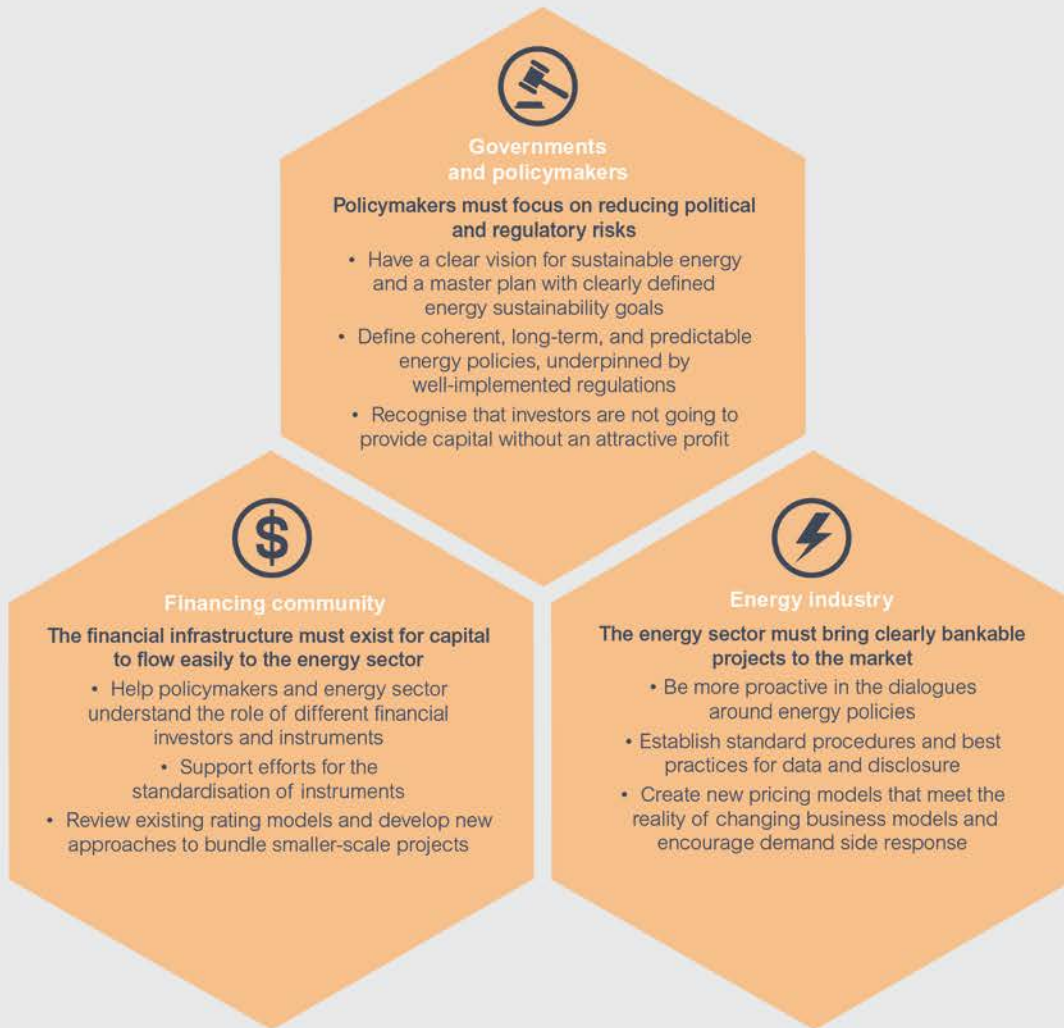 Governments
and policymakers
Policymakers must focus on reducing political
and regulatory risks
• Have a clear vision for sustainable energy
and a master plan with clearly defined
energy sustainability goals
• Define coherent, long-term, and predictable
energy policies, underpinned by
well-implemented regulations
• Recognise that investors are not going to
provide capital without an attractive profit
$
Financing community
The financial infrastructure must exist for capital
to flow easily to the energy sector
• Help policymakers and energy sector
understand the role of different financial
investors and instruments
• Support efforts for the
standardisation of instruments
• Review existing rating models and develop new
approaches to bundle smaller-scale projects
Energy industry
The energy sector must bring clearly bankable
projects to the market
• Be more proactive in the dialogues
around energy policies
• Establish standard procedures and best
practices for data and disclosure
• Create new pricing models that meet the
reality of changing business models and
encourage demand side response